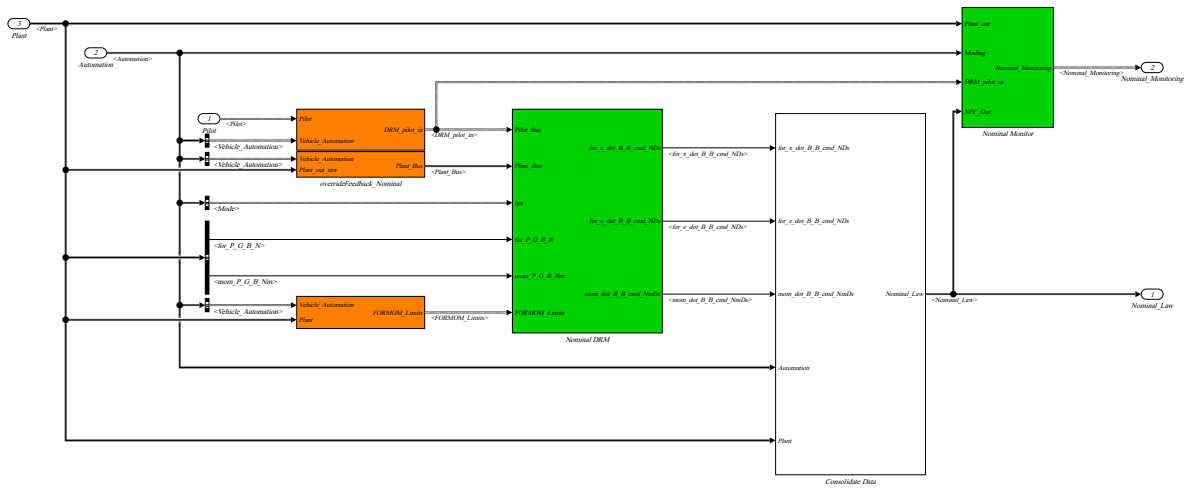 3
Plant
<Plant>
2
Automation
<Automation>
Plant_out
Moding
DRM_pilot_in
NFC_Out
Nominal_Monitoring
<Nominal_Monitoring>
2
Nominal_Monitoring
Nominal Monitor
1
Pilot
<Pilot>
Pilot
Vehicle_Automation
DRM_pilot_in
<DRM_pilot_in>
<Vehicle_Automation>
Vehicle_Automation
Plant_out_raw
Plant_Bus
<Plant_Bus>
<Vehicle_Automation>
overrideFeedback_Nominal
<Mode>
<for_P_G_B_N>
<mom_P_G_B_Nm>
<Vehicle_Automation>
Vehicle_Automation
Plant
FORMOM_Limits
<FORMOM_Limits>
Pilot_Bus
Plant_Bus
for_P_G_B_N
mom_P_G_B_Nm
FORMOM_Limits
for_x_dot_B_B_cmd_NDs
for_z_dot_B_B_cmd_NDs
mom_dot_B_B_cmd_NmDs
Nominal DRM
<for_x_dot_B_B_cmd_NDs>
<for_z_dot_B_B_cmd_NDs>
<mom_dot_B_B_cmd_NmDs>
for_x_dot_B_B_cmd_NDs
for_z_dot_B_B_cmd_NDs
mom_dot_B_B_cmd_NmDs
Automation
Plant
Nominal_Law
<Nominal_Law>
1
Nominal_Law
Consolidate Data